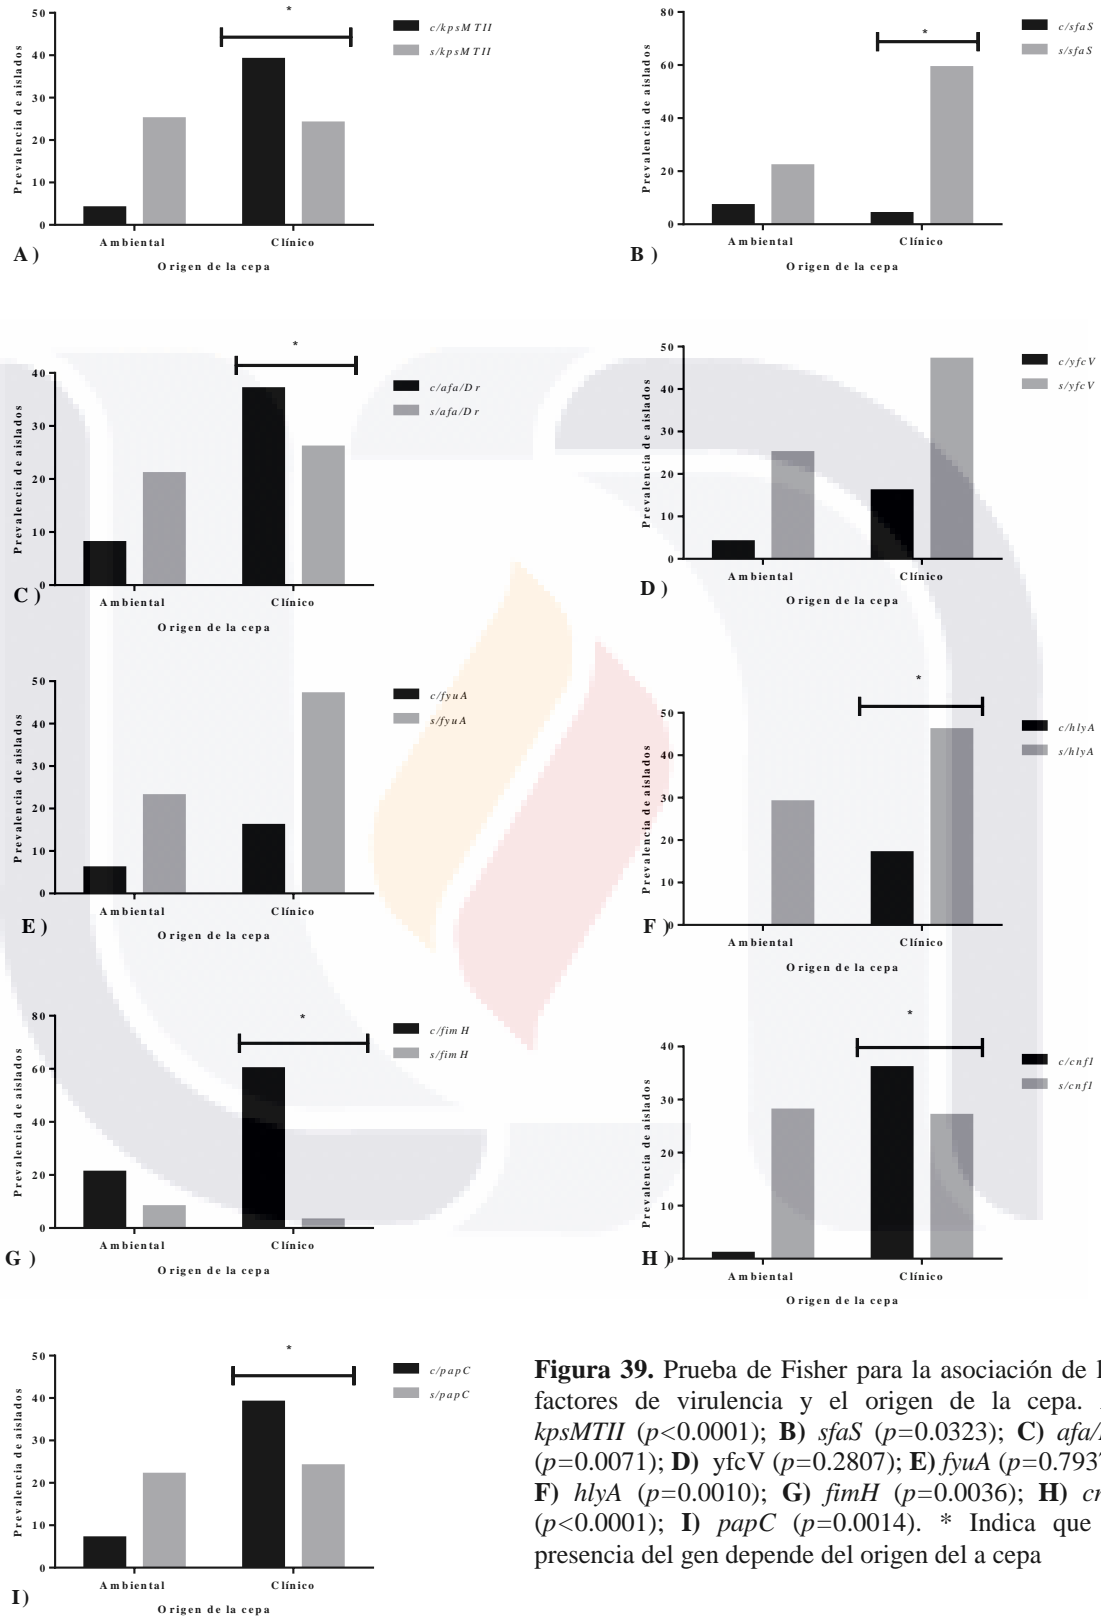 *
50
40
30
20
10
0
Prevalencia de aislados
Ambiental
Clínico
Origen de la cepa
c/kpsMTII
s/kpsMTII
A)
*
80
60
40
20
0
Prevalencia de aislados
Ambiental
Clínico
Origen de la cepa
c/sfaS
s/sfaS
B)
*
40
30
20
10
0
Prevalencia de aislados
Ambiental
Clínico
Origen de la cepa
c/afa/Dr
s/afa/Dr
C)
50
40
30
20
10
0
Prevalencia de aislados
Ambiental
Clínico
Origen de la cepa
c/yfcV
s/yfcV
D)
50
40
30
20
10
0
Prevalencia de aislados
Ambiental
Clínico
Origen de la cepa
c/fyuA
s/fyuA
E)
*
50
40
30
20
10
0
Prevalencia de aislados
Ambiental
Clínico
Origen de la cepa
c/hlyA
s/hlyA
F)
*
80
60
40
20
0
Prevalencia de aislados
Ambiental
Clínico
Origen de la cepa
c/fimH
s/fimH
G)
*
40
30
20
10
0
Prevalencia de aislados
Ambiental
Clínico
Origen de la cepa
c/cnf1
s/cnf1
H)
*
50
40
30
20
10
0
Prevalencia de aislados
Ambiental
Clínico
Origen de la cepa
c/papC
s/papC
I)
Figura 39. Prueba de Fisher para la asociación de
factores de virulencia y el origen de la cepa.
kpsMTII (p<0.0001); B) sfaS (p=0.0323); C) afa/
(p=0.0071); D) yfcV (p=0.2807); E) fyuA (p=0.793
F) hlyA (p=0.0010); G) fimH (p=0.0036); H)
(p<0.0001); I) papC (p=0.0014). * Indica que
presencia del gen depende del origen del a cepa